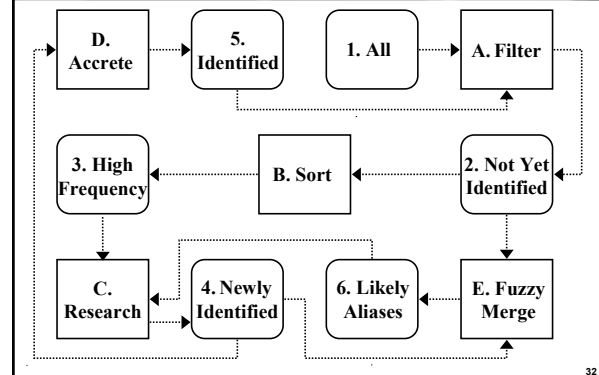 D.
Accrete
5.
Identified
1. All
A. Filter
3. High
Frequency
B. Sort
2. Not Yet
Identified
C.
Research
4. Newly
Identified
6. Likely
Aliases
E. Fuzzy
Merge
32